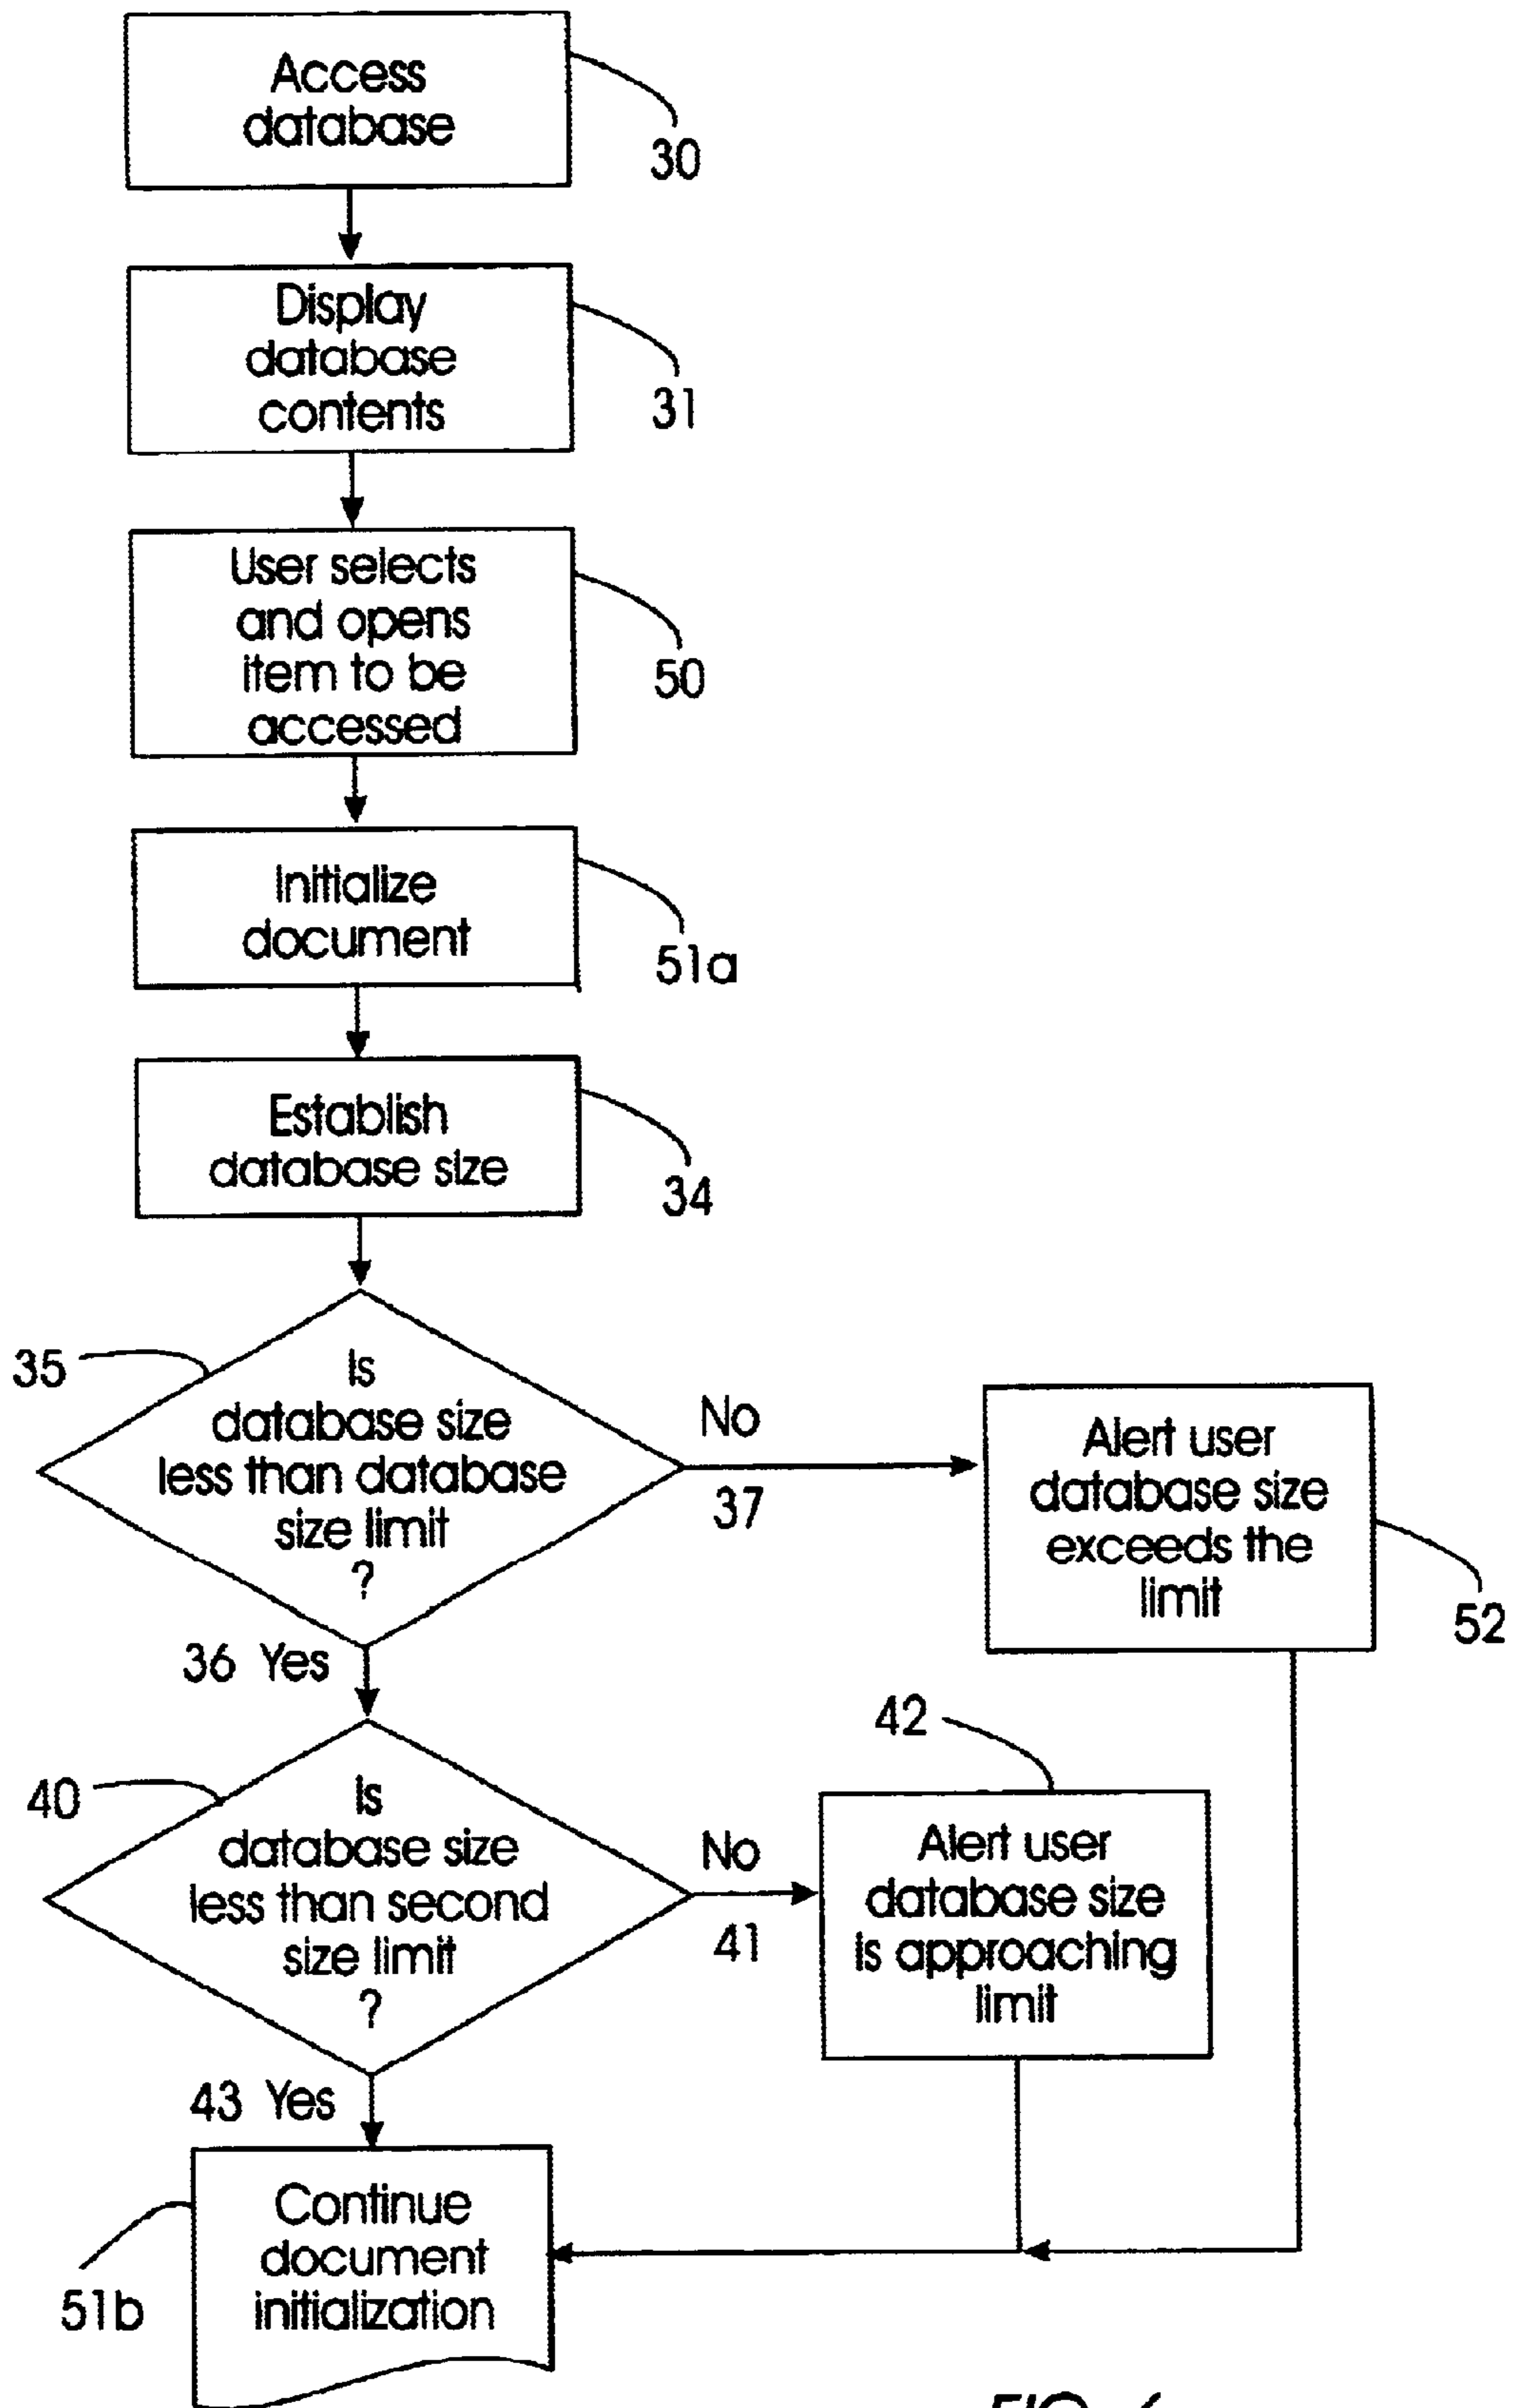 Access
database
30
Display
database
contents
31
User selects
and opens
item to be
accessed
50
Initialize
document
51a
Establish
database size
34
35
Is
database size
less than database
size limit
?
No
37
Alert user
database size
exceeds the
limit
52
36 Yes
40
Is
database size
less than second
size limit
?
No
41
42
Alert user
database size
is approaching
limit
43 Yes
Continue
document
initialization
51b